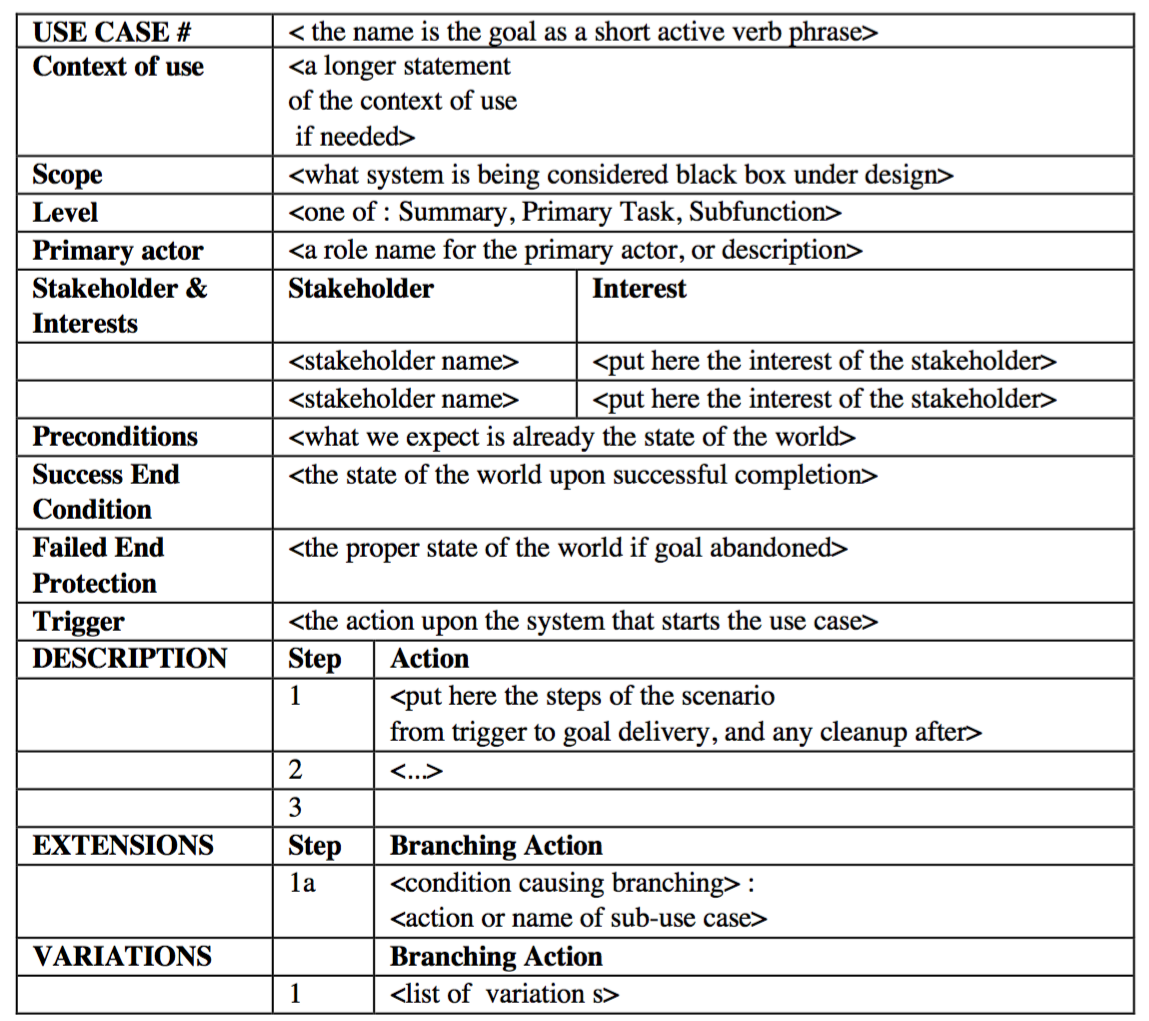 USE CASE # < the name is the goal as a short active verb phrase>
Context of use <a longer statement
of the context of use
if needed>
Scope <what system is being considered black box under design>
Level <one of : Summary, Primary Task, Subfunction>
Primary actor <a role name for the primary actor, or description>
Stakeholder & Stakeholder Interest
Interests
<stakeholder name> <put here the interest of the stakeholder>
<stakeholder name> <put here the interest of the stakeholder>
Preconditions <what we expect is already the state of the world>
Success End <the state of the world upon successful completion>
Condition
Failed End <the proper state of the world if goal abandoned>
Protection
Trigger <the action upon the system that starts the use case>
DESCRIPTION Step Action
1 <put here the steps of the scenario
from trigger to goal delivery, and any cleanup after>
2 <...>
3
EXTENSIONS Step Branching Action
1a <condition causing branching> :
<action or name of sub-use case>
VARIATIONS Branching Action
1 <list of variation s>